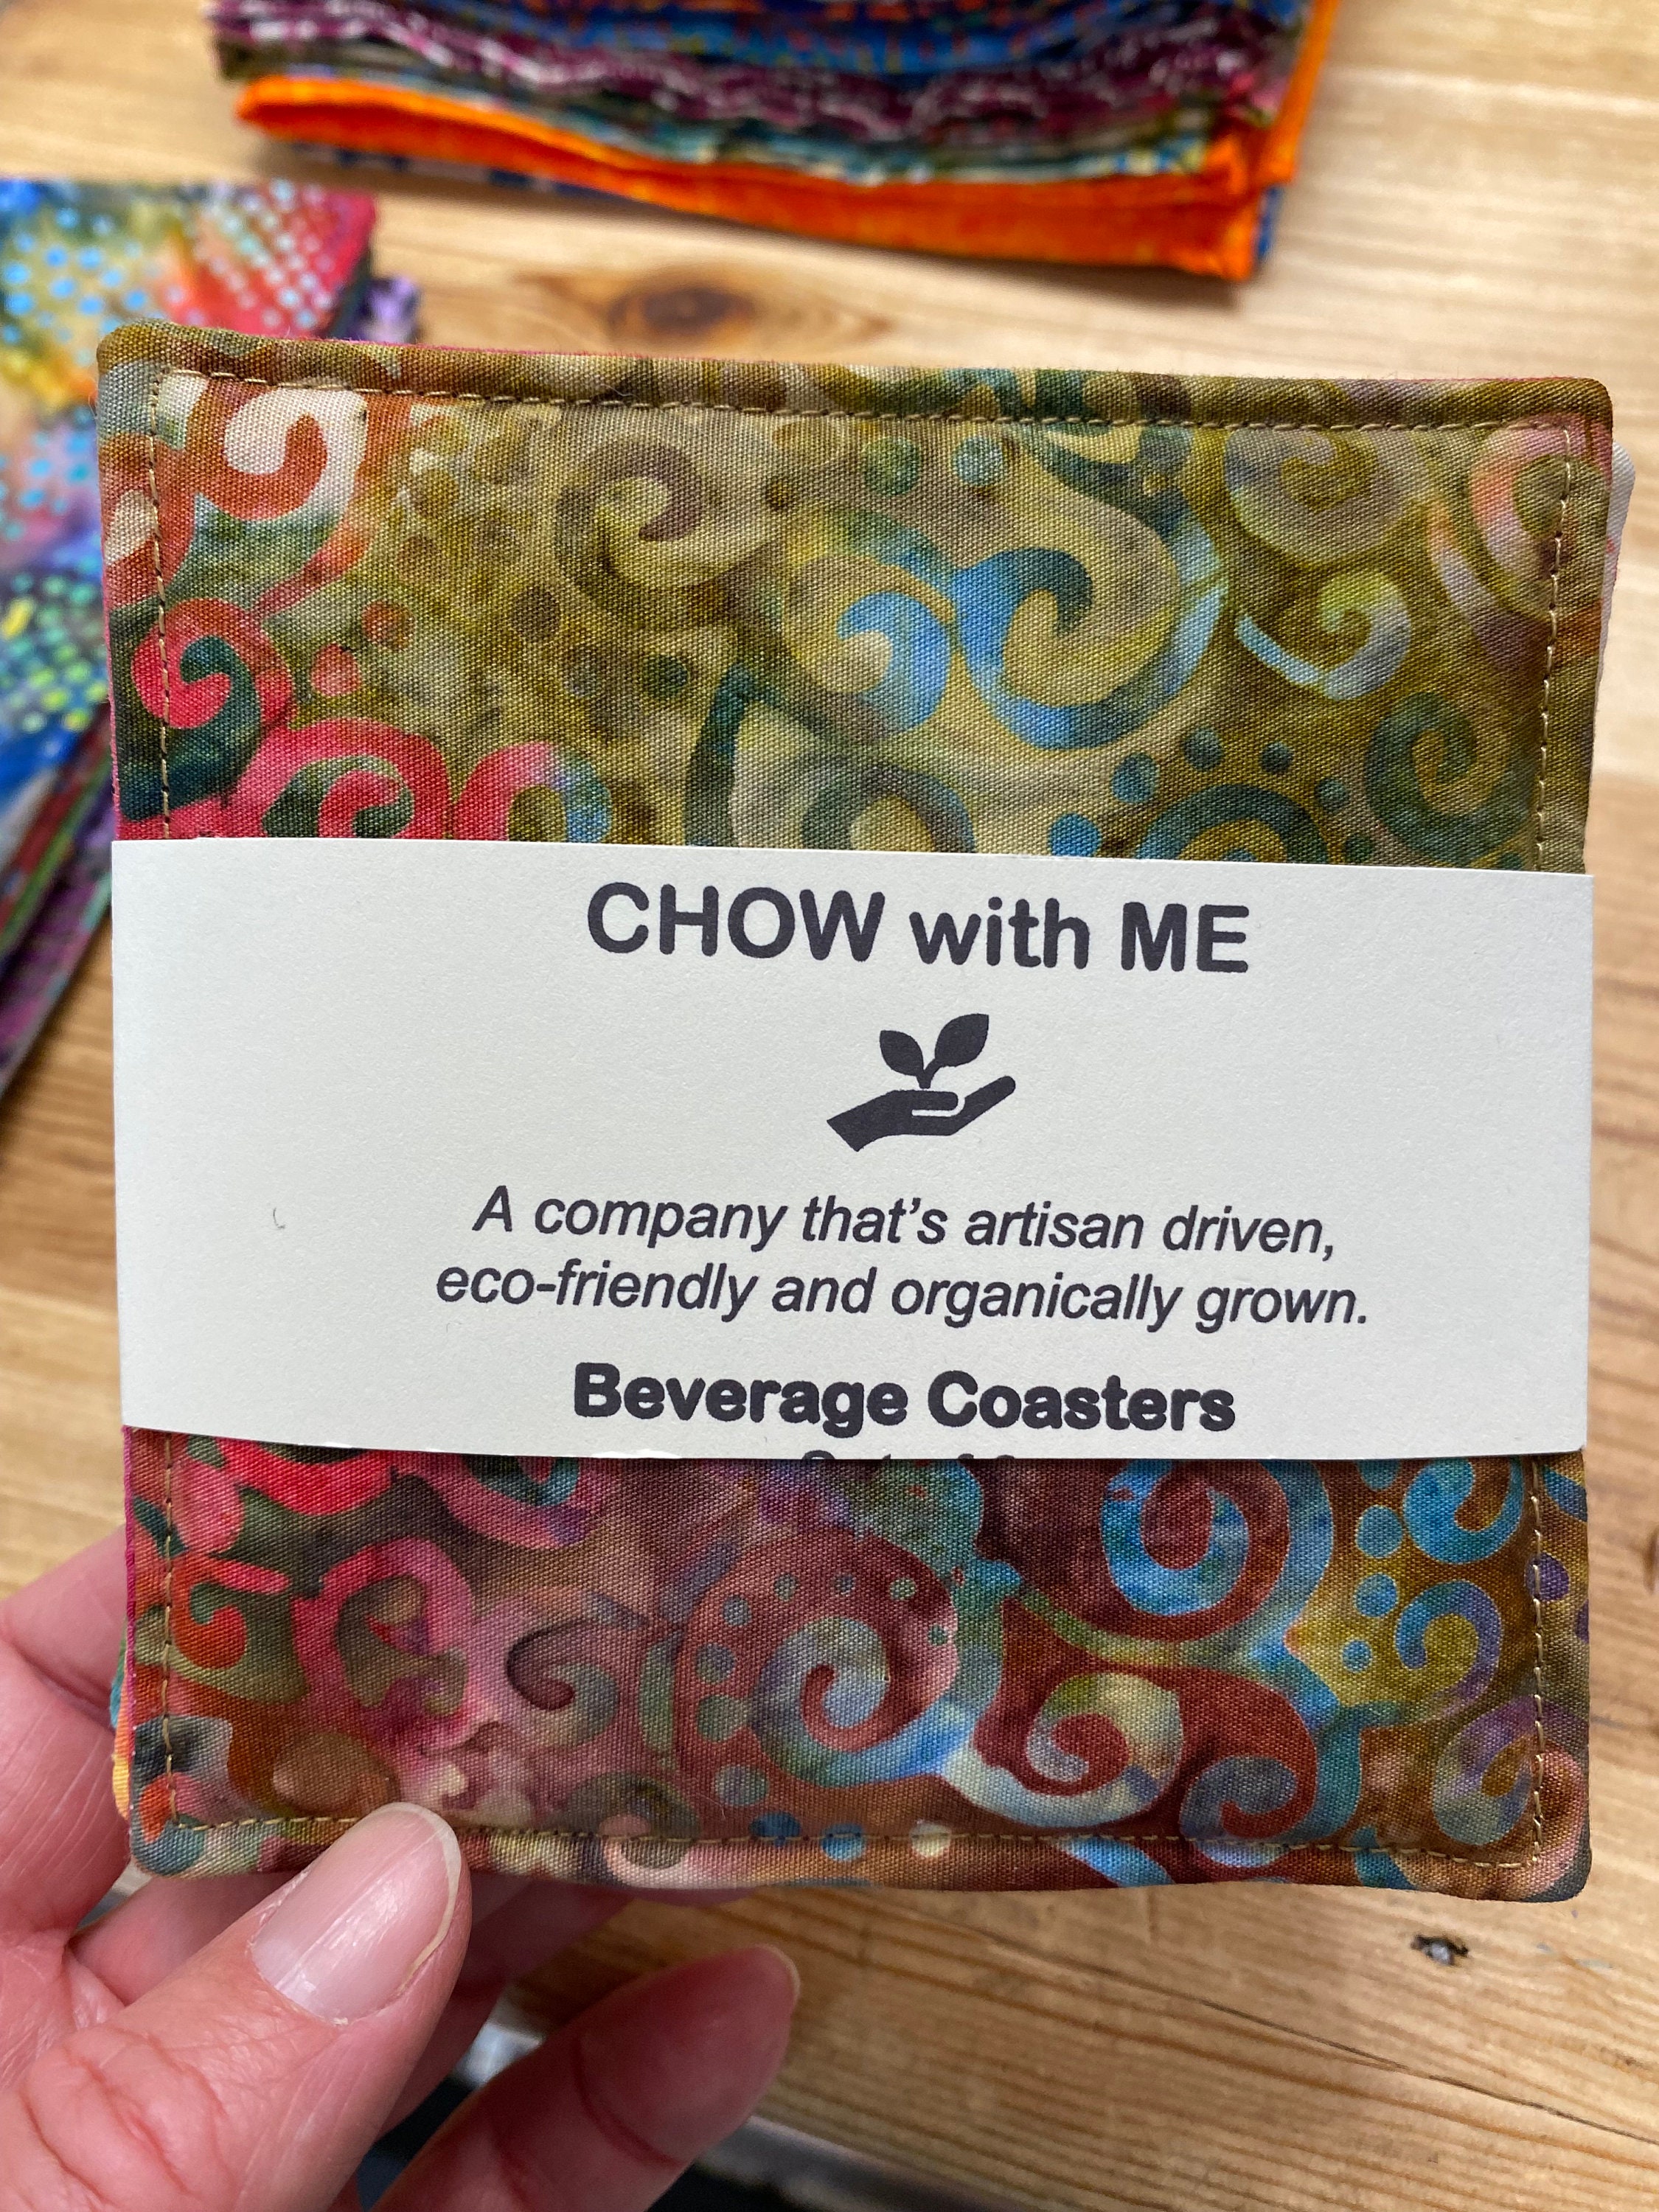 CHOW with ME
A company that's artisan driven,
eco-friendly and organically grown.
Beverage Coasters